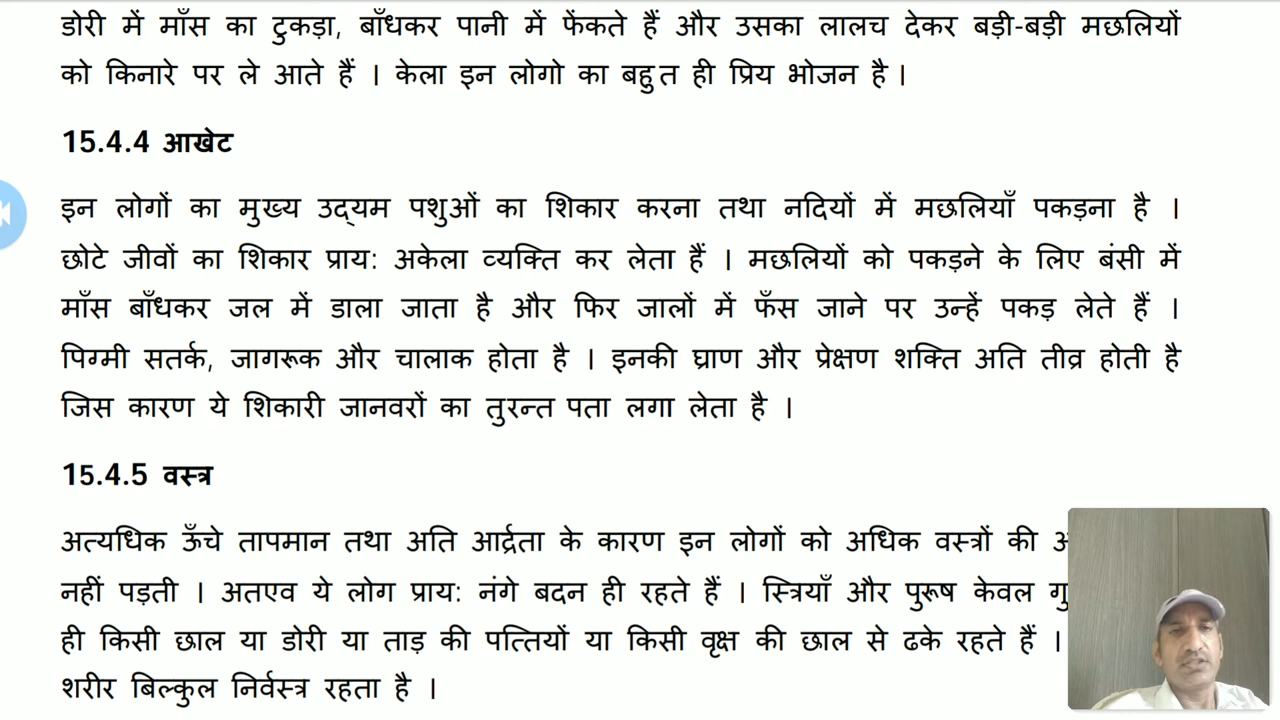 डोरी में माँस का टुकड़ा, बाँधकर पानी में फेंकते हैं और उसका लालच देकर बड़ी-बड़ी मछलियों
को किनारे पर ले आते हैं । केला इन लोगो का बहुत ही प्रिय भोजन है ।
15.4.4 आखेट
इन लोगों का मुख्य उद्यम पशुओं का शिकार करना तथा नदियों में मछलियाँ पकड़ना है ।
छोटे जीवों का शिकार प्राय: अकेला व्यक्ति कर लेता हैं । मछलियों को पकड़ने के लिए बंसी में
माँस बाँधकर जल में डाला जाता है और फिर जालों में फँस जाने पर उन्हें पकड़ लेते हैं ।
पिग्मी सतर्क, जागरूक और चालाक होता है । इनकी घ्राण और प्रेक्षण शक्ति अति तीव्र होती है
जिस कारण ये शिकारी जानवरों का तुरन्त पता लगा लेता है ।
15.4.5 वस्त्र
अत्यधिक ऊँचे तापमान तथा अति आर्द्रता के कारण इन लोगों को अधिक वस्त्रों की
नहीं पड़ती । अतएव ये लोग प्राय: नंगे बदन ही रहते हैं । स्त्रियाँ और पुरूष केवल
ही किसी छाल या डोरी या ताड़ की पत्तियों या किसी वृक्ष की छाल से ढके रहते हैं ।
शरीर बिल्कुल निर्वस्त्र रहता है ।